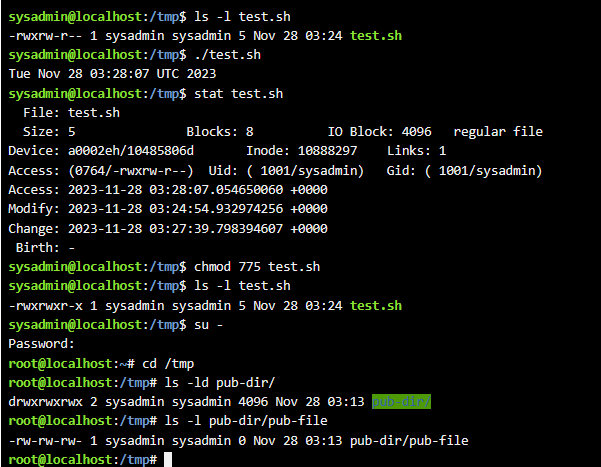 sysadmin@localhost:/tmp$ ls -l test.sh
-rwxrw-r-- 1 sysadmin sysadmin 5 Nov 28 03:24 test.sh
sysadmin@localhost:/tmp$ ./test.sh
Tue Nov 28 03:28:07 UTC 2023
sysadmin@localhost:/tmp$ stat test.sh
  File: test.sh
  Size: 5               Blocks: 8          IO Block: 4096   regular file
Device: a0002eh/10485806d       Inode: 10888297    Links: 1
Access: (0764/-rwxrw-r--)  Uid: ( 1001/sysadmin)   Gid: ( 1001/sysadmin)
Access: 2023-11-28 03:28:07.054650060 +0000
Modify: 2023-11-28 03:24:54.932974256 +0000
Change: 2023-11-28 03:27:39.798394607 +0000
 Birth: -
sysadmin@localhost:/tmp$ chmod 775 test.sh
sysadmin@localhost:/tmp$ ls -l test.sh
-rwxrwxr-x 1 sysadmin sysadmin 5 Nov 28 03:24 test.sh
sysadmin@localhost:/tmp$ su -
Password:
root@localhost:~# cd /tmp
root@localhost:/tmp# ls -ld pub-dir/
drwxrwxrwx 2 sysadmin sysadmin 4096 Nov 28 03:13 pub-dir/
root@localhost:/tmp# ls -l pub-dir/pub-file
-rw-rw-rw- 1 sysadmin sysadmin 0 Nov 28 03:13 pub-dir/pub-file
root@localhost:/tmp#